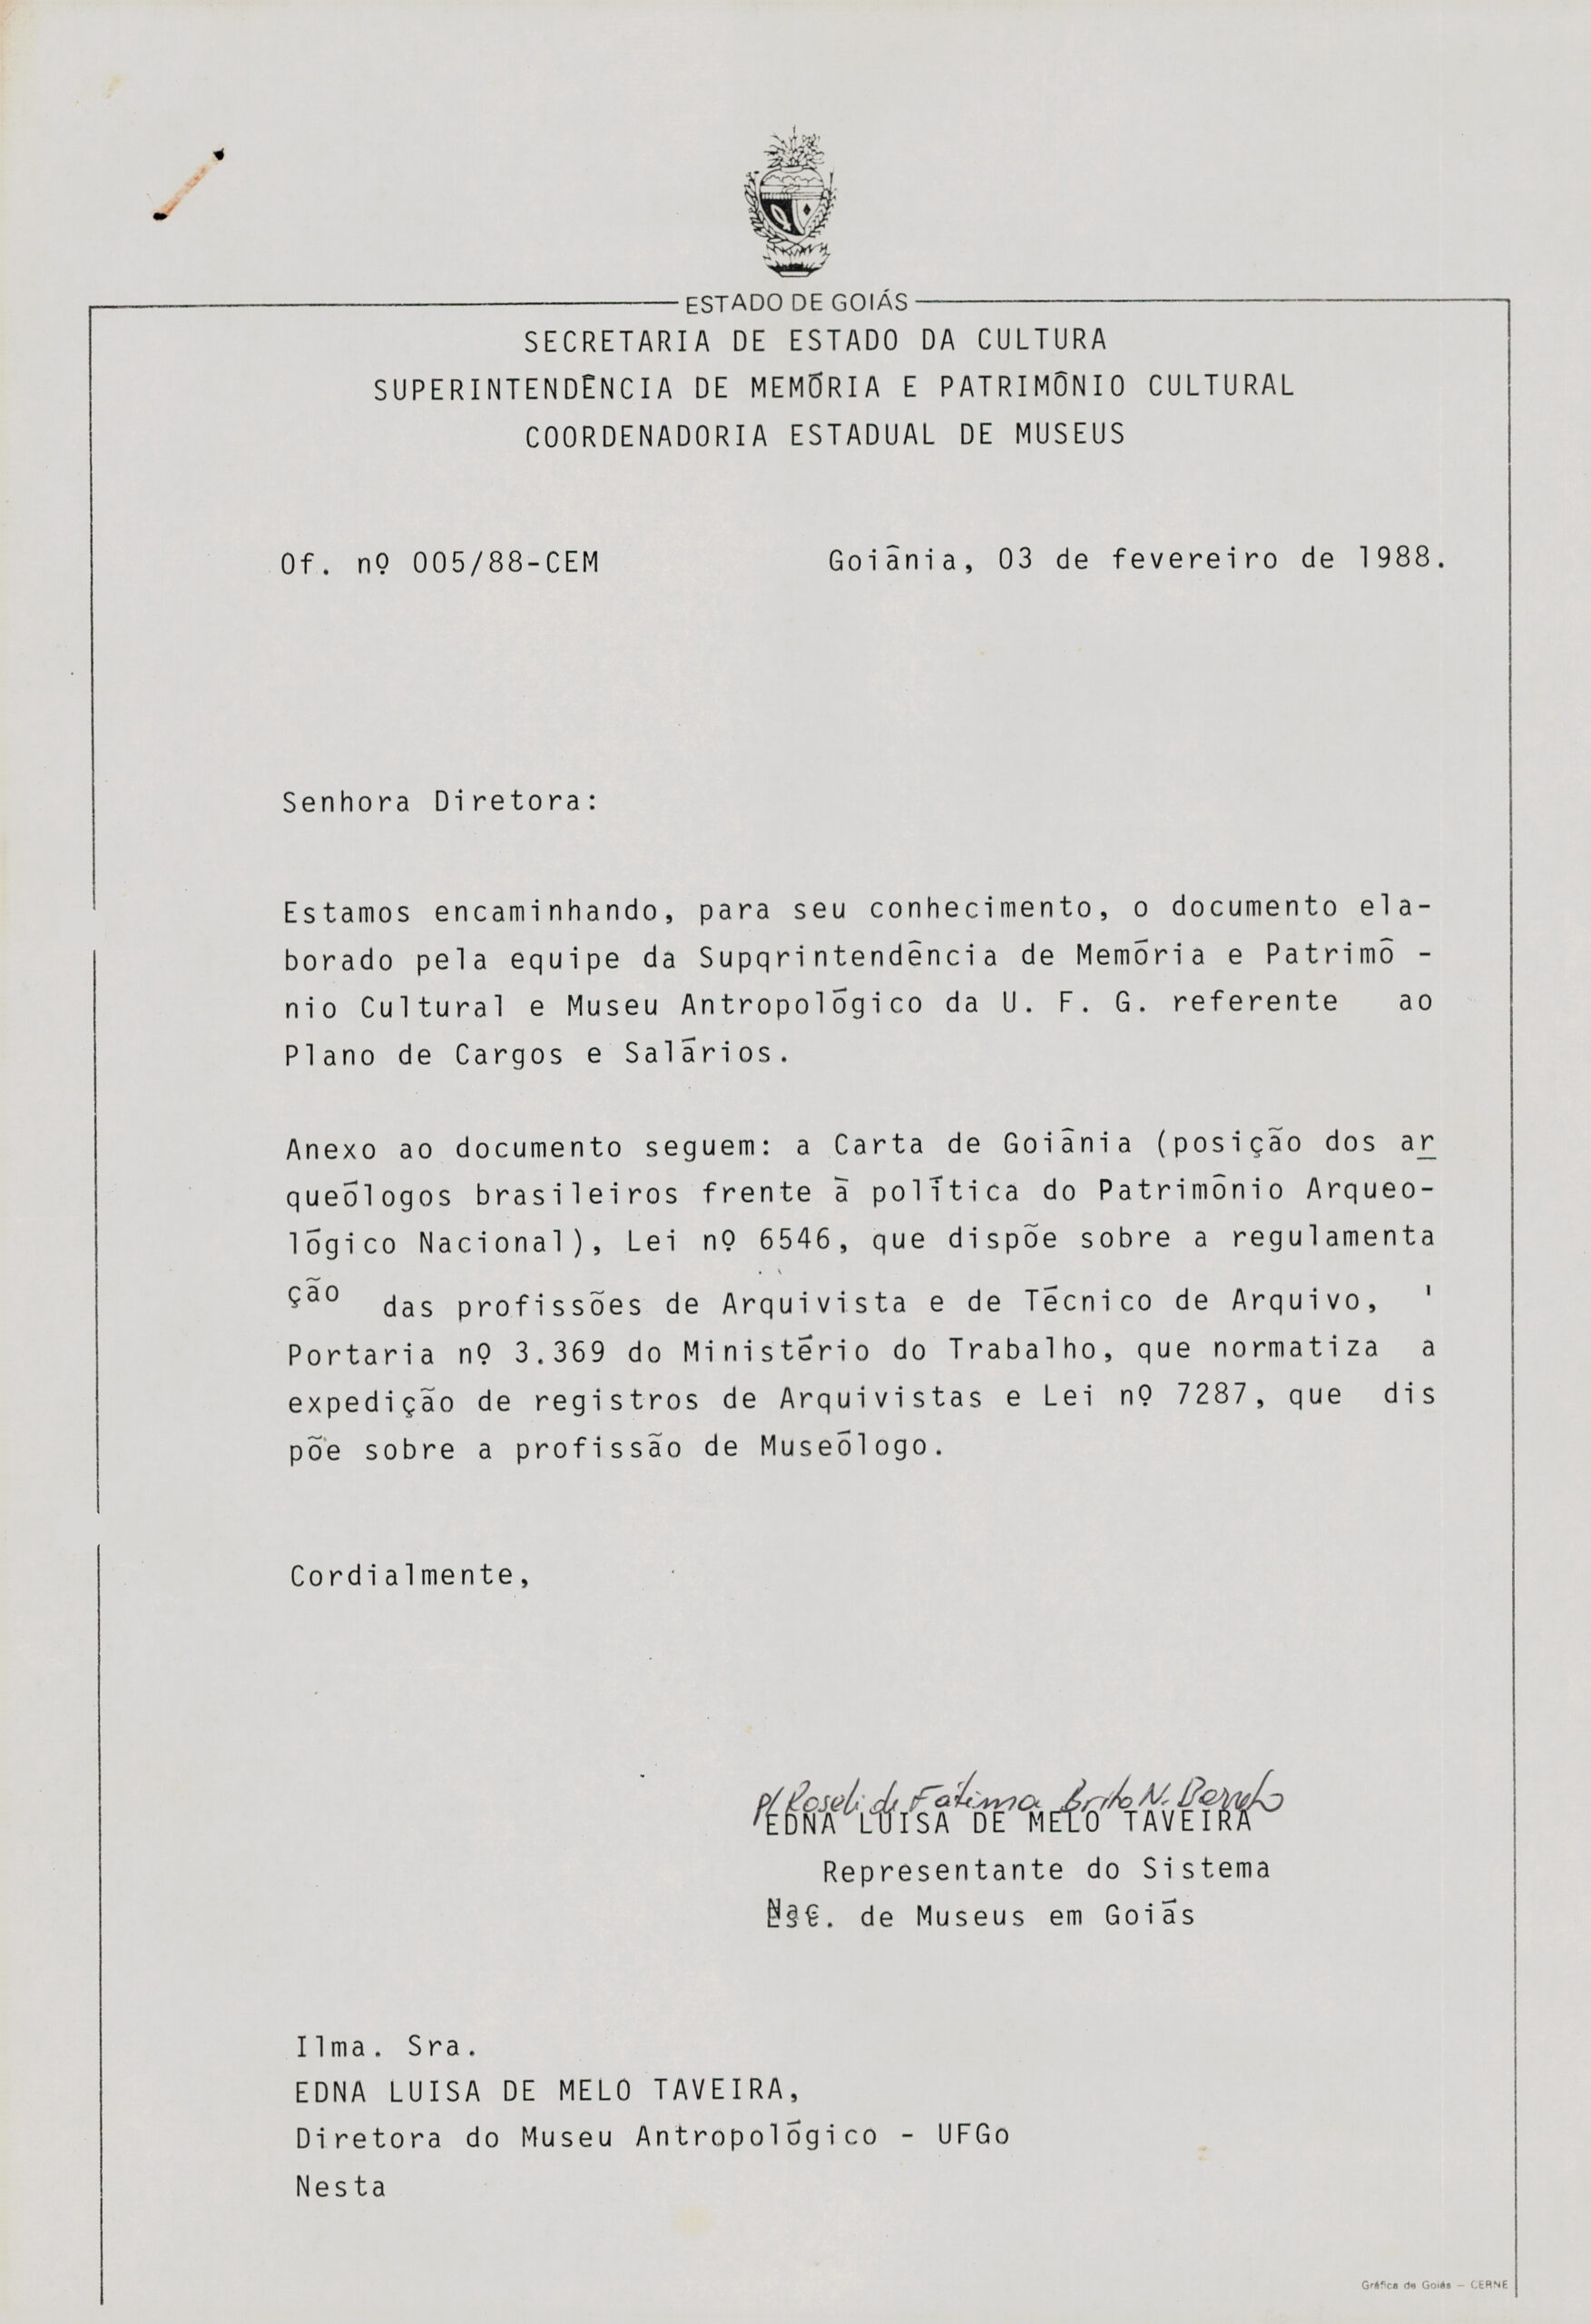 ESTADO DE GOIÁS
SECRETARIA DE ESTADO DA CULTURA
SUPERINTENDÊNCIA DE MEMÓRIA E PATRIMÔNIO CULTURAL
COORDENADORIA ESTADUAL DE MUSEUS
Of. nº 005/88-CEM Goiânia, 03 de fevereiro de 1988.
Senhora Diretora:
Estamos encaminhando, para seu conhecimento, o documento ela-
borado pela equipe da Supqrintendência de Memória e Patrimô -
nio Cultural e Museu Antropológico da U. F. G. referente ao
Plano de Cargos e Salários.
Anexo ao documento seguem: a Carta de Goiânia (posição dos ar
queólogos brasileiros frente à política do Patrimônio Arqueo-
lógico Nacional), Lei nº 6546, que dispõe sobre a regulamenta
ção das profissões de Arquivista e de Técnico de Arquivo, '
Portaria nº 3.369 do Ministério do Trabalho, que normatiza a
expedição de registros de Arquivistas e Lei nº 7287, que dis
põe sobre a profissão de Museólogo.
Cordialmente,
P/ Roseli de Fátima Brito N. Barreto
EDNA LUISA DE MELO TAVEIRA
Representante do Sistema
Nac. de Museus em Goiás
Ilma. Sra.
EDNA LUISA DE MELO TAVEIRA,
Diretora do Museu Antropológico - UFGo
Nesta
Gráfica de Goiás — CERNE